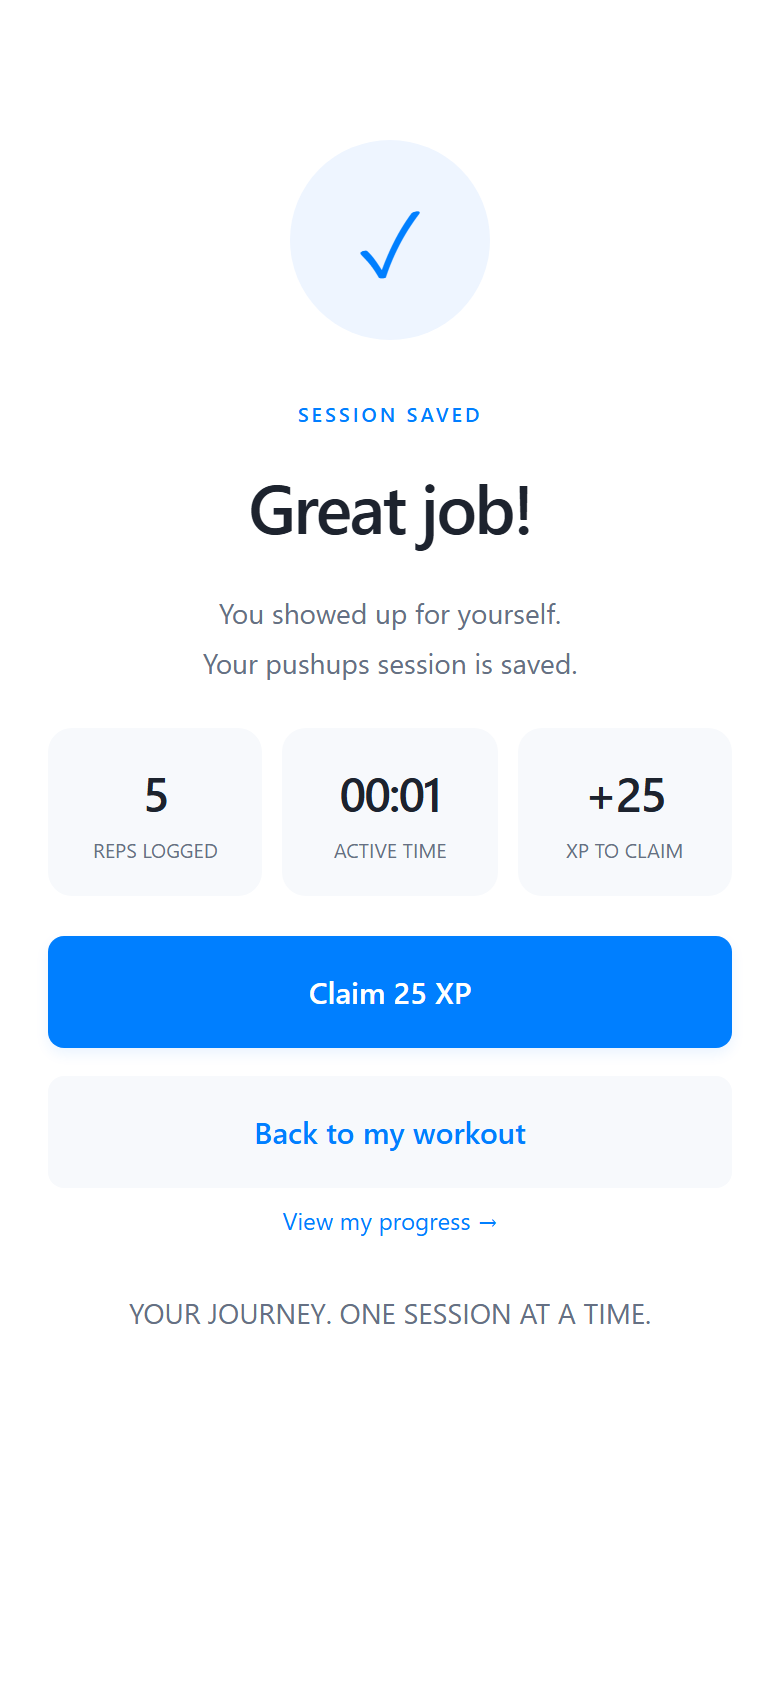 SESSION SAVED
Great job!
You showed up for yourself.
Your pushups session is saved.
5
REPS LOGGED
00:01
ACTIVE TIME
+25
XP TO CLAIM
Claim 25 XP
Back to my workout
View my progress →
YOUR JOURNEY. ONE SESSION AT A TIME.